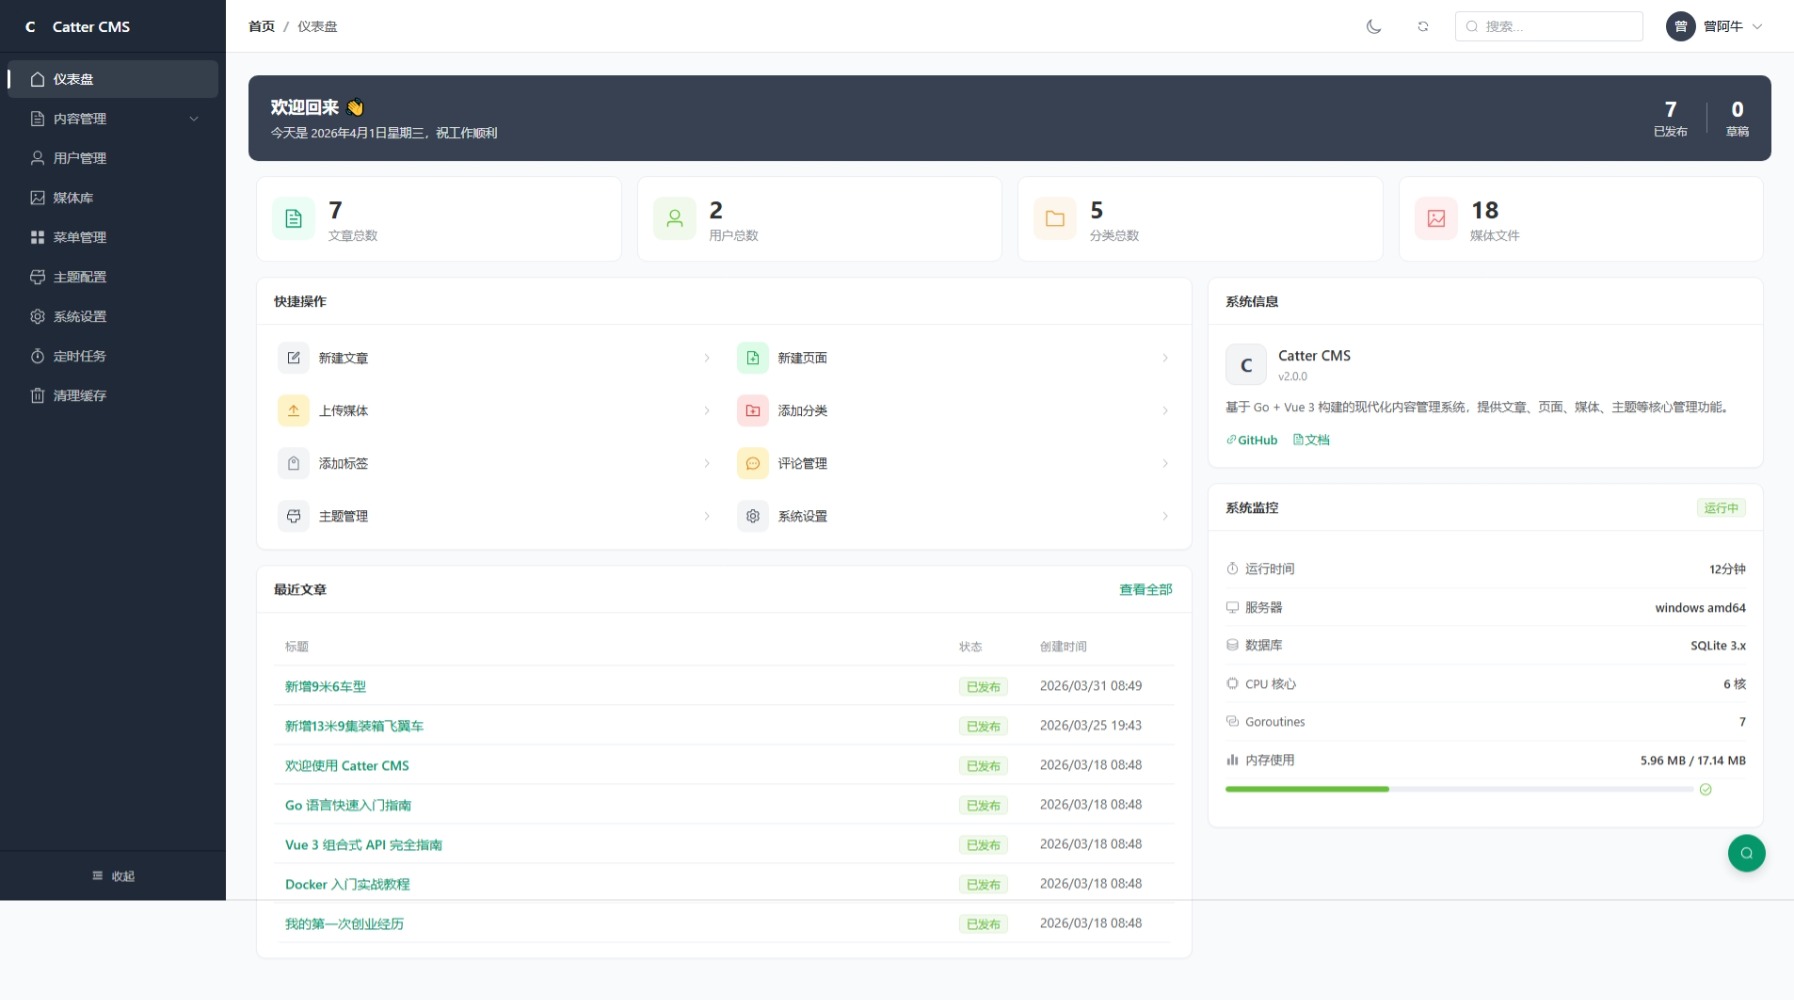 C Catter CMS
仪表盘
内容管理
用户管理
媒体库
菜单管理
主题配置
系统设置
定时任务
清理缓存
收起
首页 / 仪表盘
搜索...
曾 曾阿牛
欢迎回来 👋
今天是 2026年4月1日星期三，祝工作顺利
7
已发布
0
草稿
7
文章总数
2
用户总数
5
分类总数
18
媒体文件
快捷操作
新建文章
新建页面
上传媒体
添加分类
添加标签
评论管理
主题管理
系统设置
最近文章 查看全部
标题 状态 创建时间
新增9米6车型 已发布 2026/03/31 08:49
新增13米9集装箱飞翼车 已发布 2026/03/25 19:43
欢迎使用 Catter CMS 已发布 2026/03/18 08:48
Go 语言快速入门指南 已发布 2026/03/18 08:48
Vue 3 组合式 API 完全指南 已发布 2026/03/18 08:48
Docker 入门实战教程 已发布 2026/03/18 08:48
我的第一次创业经历 已发布 2026/03/18 08:48
系统信息
C
Catter CMS
v2.0.0
基于 Go + Vue 3 构建的现代化内容管理系统，提供文章、页面、媒体、主题等核心管理功能。
GitHub 文档
系统监控 运行中
运行时间 12分钟
服务器 windows amd64
数据库 SQLite 3.x
CPU 核心 6 核
Goroutines 7
内存使用 5.96 MB / 17.14 MB